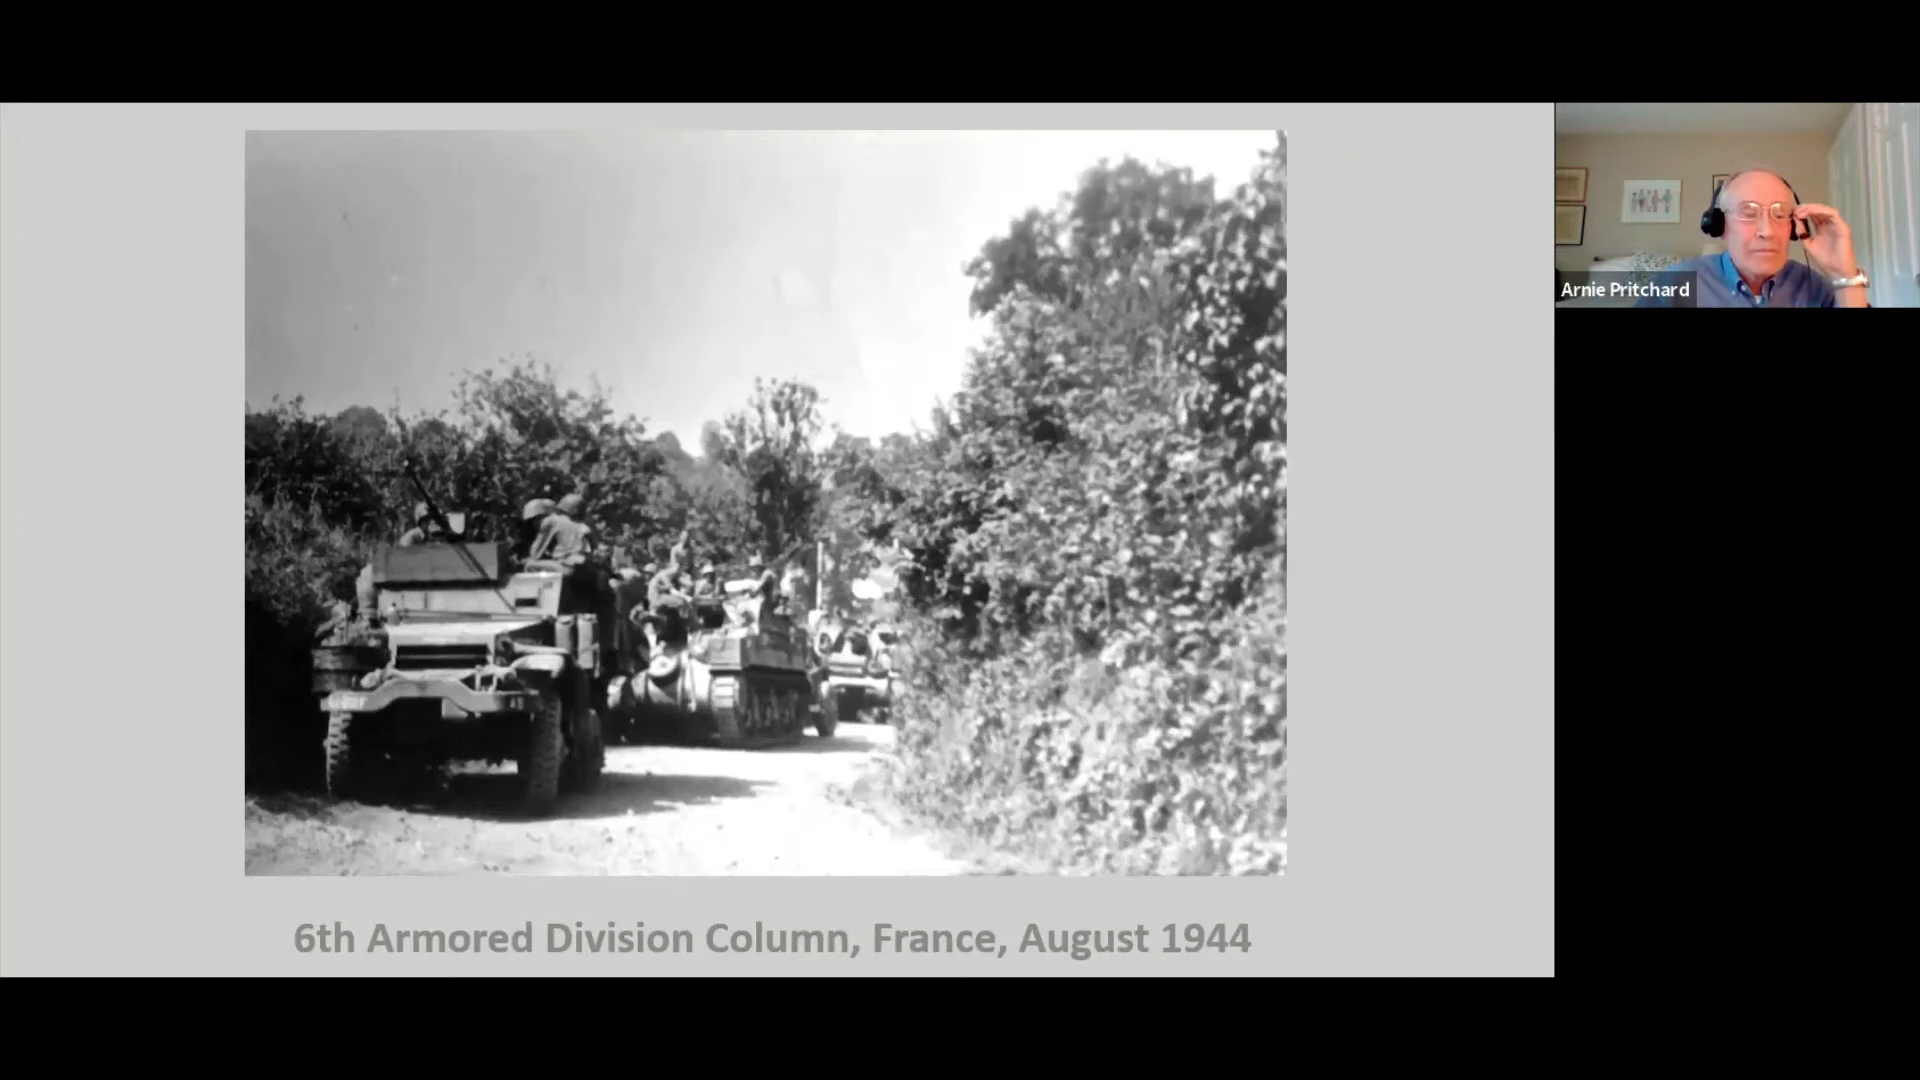 Arnie Pritchard
6th Armored Division Column, France, August 1944